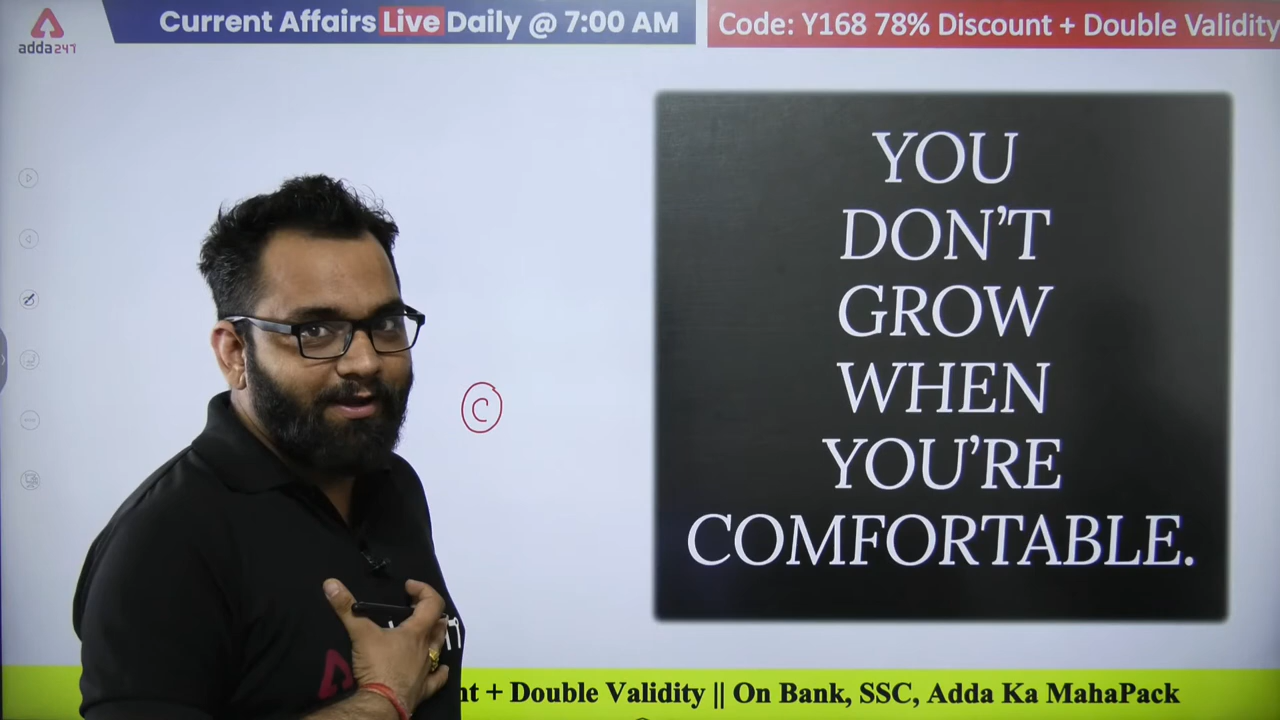 Current Affairs Live Daily @ 7:00 AM
Code: Y168 78% Discount + Double Validity
adda247
YOU
DON'T
GROW
WHEN
YOU'RE
COMFORTABLE.
C
+ Double Validity || On Bank, SSC, Adda Ka MahaPack